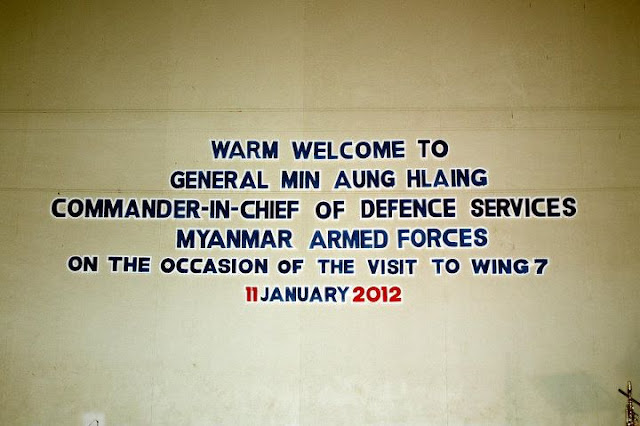 WARM WELCOME TO
GENERAL MIN AUNG HLAING
COMMANDER-IN-CHIEF OF DEFENCE SERVICES
MYANMAR ARMED FORCES
ON THE OCCASION OF THE VISIT TO WING 7
11 JANUARY 2012